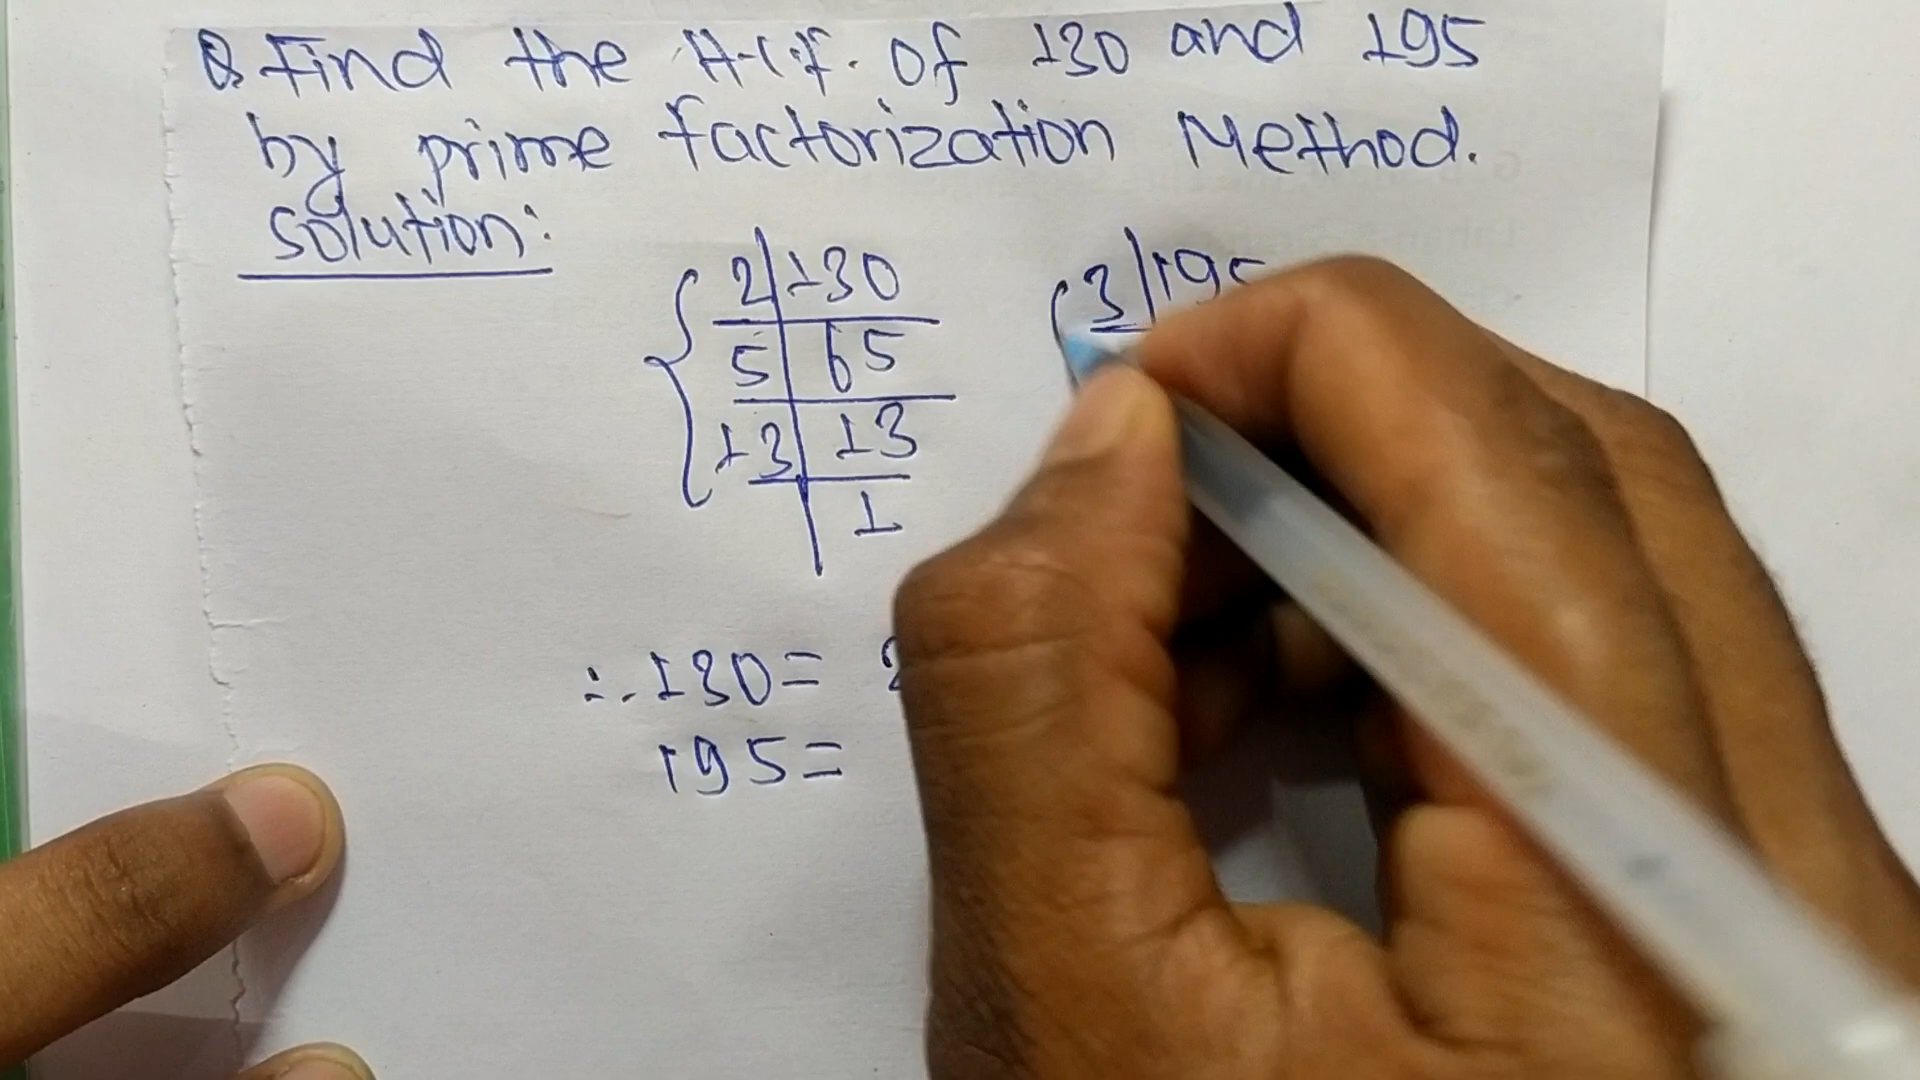 Q Find the H.C.F. of 130 and 195
by prime factorization Method.
Solution:
2 130
5 65
13 13
1
3 195
∴ 130 = 2
195 =